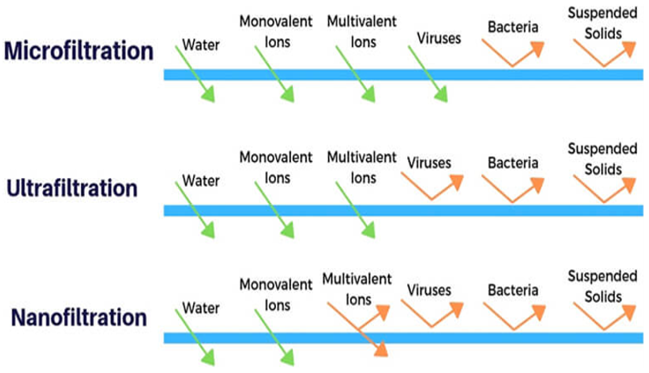 Microfiltration
Water
Monovalent
Ions
Multivalent
Ions
Viruses
Bacteria
Suspended
Solids
Ultrafiltration
Water
Monovalent
Ions
Multivalent
Ions
Viruses
Bacteria
Suspended
Solids
Nanofiltration
Water
Monovalent
Ions
Multivalent
Ions
Viruses
Bacteria
Suspended
Solids